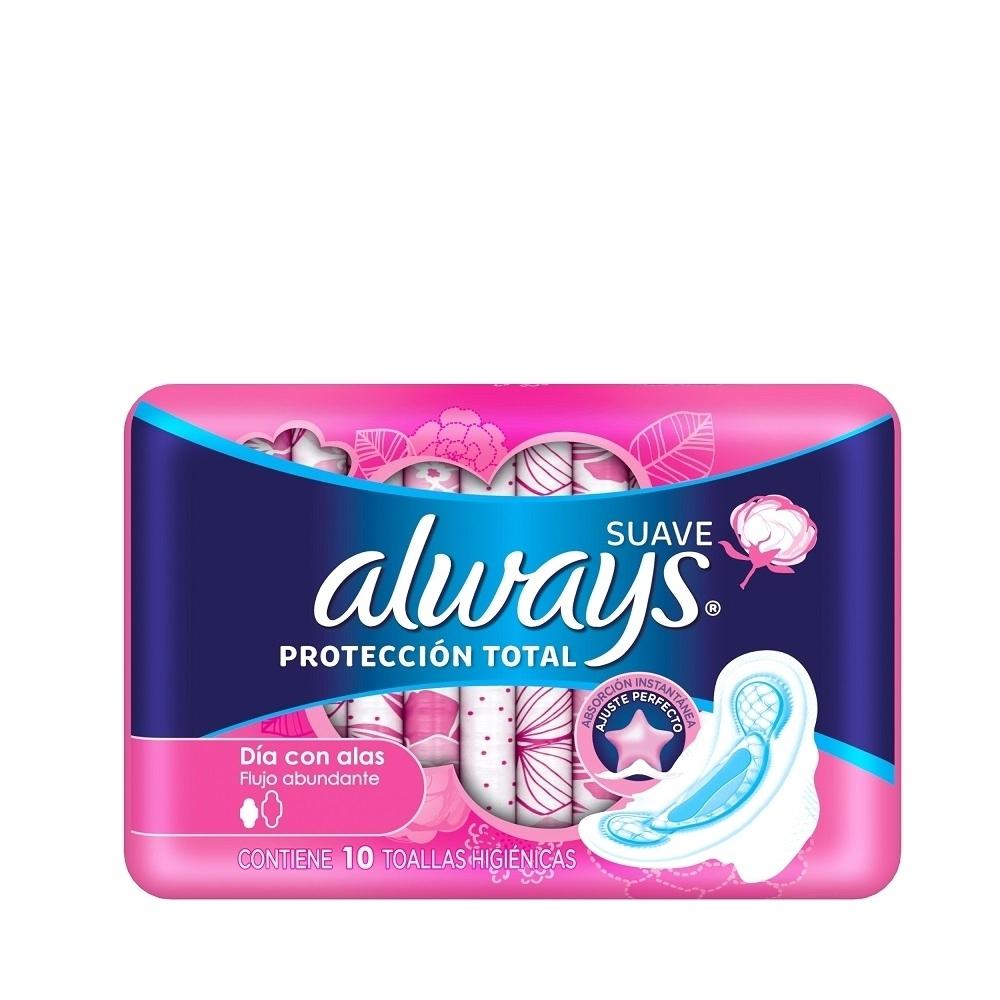 SUAVE
always®
PROTECCIÓN TOTAL
ABSORCIÓN INSTANTÁNEA
AJUSTE PERFECTO
Día con alas
Flujo abundante
CONTIENE 10 TOALLAS HIGIÉNICAS